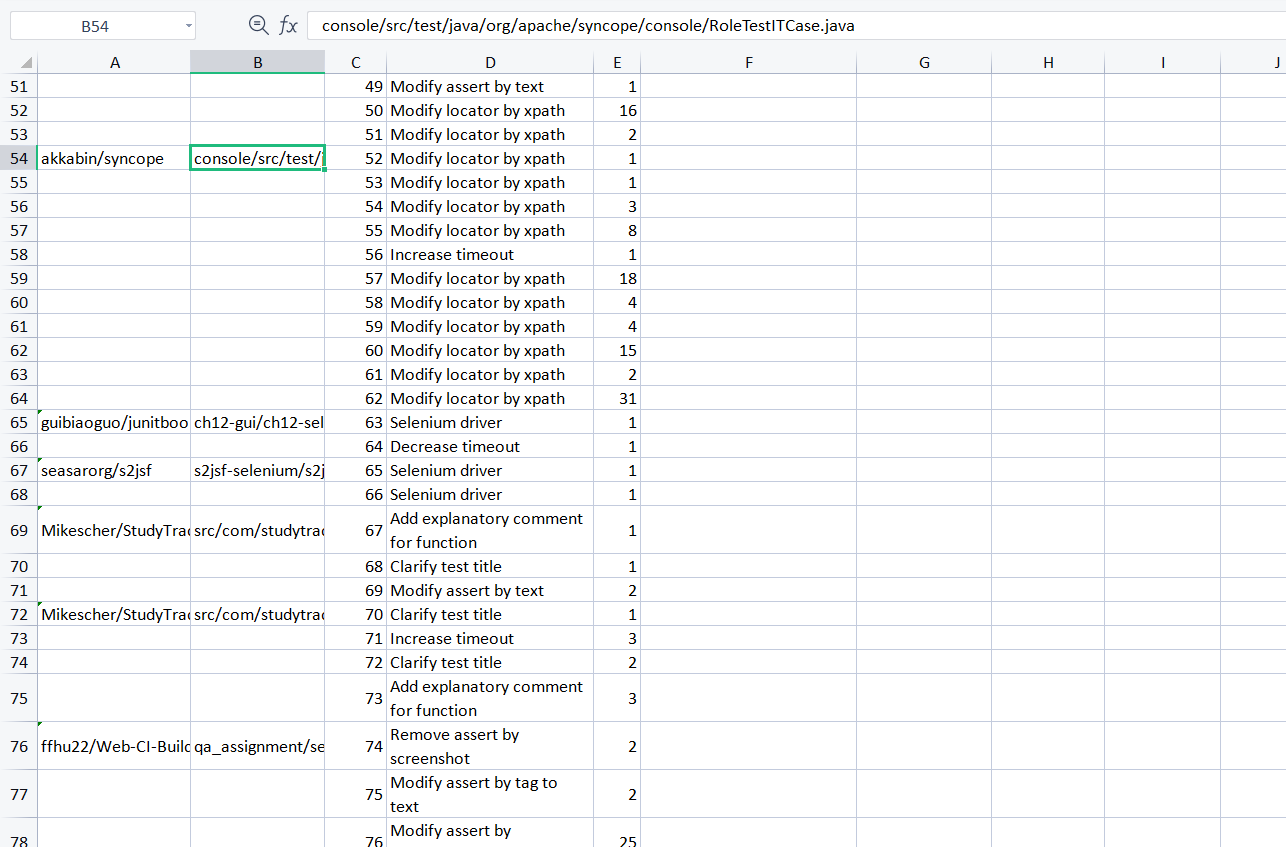 B54 fx console/src/test/java/org/apache/syncope/console/RoleTestITCase.java
A B C D E F G H I J
51 49 Modify assert by text 1
52 50 Modify locator by xpath 16
53 51 Modify locator by xpath 2
54 akkabin/syncope console/src/test/j 52 Modify locator by xpath 1
55 53 Modify locator by xpath 1
56 54 Modify locator by xpath 3
57 55 Modify locator by xpath 8
58 56 Increase timeout 1
59 57 Modify locator by xpath 18
60 58 Modify locator by xpath 4
61 59 Modify locator by xpath 4
62 60 Modify locator by xpath 15
63 61 Modify locator by xpath 2
64 62 Modify locator by xpath 31
65 guibiaoguo/junitboo ch12-gui/ch12-sel 63 Selenium driver 1
66 64 Decrease timeout 1
67 seasarorg/s2jsf s2jsf-selenium/s2j 65 Selenium driver 1
68 66 Selenium driver 1
69 Mikescher/StudyTrac src/com/studytrac 67 Add explanatory comment
for function 1
70 68 Clarify test title 1
71 69 Modify assert by text 2
72 Mikescher/StudyTrac src/com/studytrac 70 Clarify test title 1
73 71 Increase timeout 3
74 72 Clarify test title 2
75 73 Add explanatory comment
for function 3
76 ffhu22/Web-CI-Build qa_assignment/se 74 Remove assert by
screenshot 2
77 75 Modify assert by tag to
text 2
78 76 Modify assert by 25